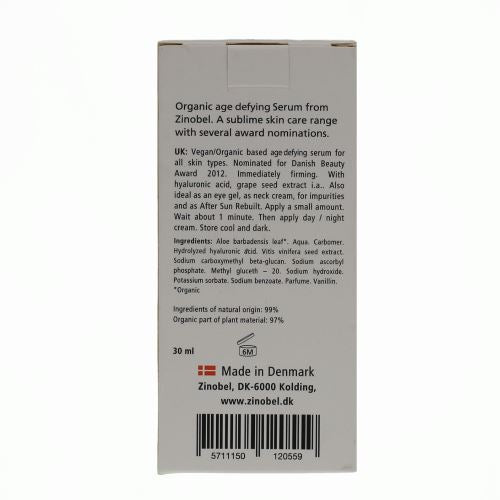 Organic age defying Serum from
Zinobel. A sublime skin care range
with several award nominations.
UK: Vegan/Organic based age defying serum for
all skin types. Nominated for Danish Beauty
Award 2012. Immediately firming. With
hyaluronic acid, grape seed extract i.a.. Also
ideal as an eye gel, as neck cream, for impurities
and as After Sun Rebuilt. Apply a small amount.
Wait about 1 minute. Then apply day / night
cream. Store cool and dark.
Ingredients: Aloe barbadensis leaf*. Aqua. Carbomer.
Hydrolyzed hyaluronic acid. Vitis vinifera seed extract.
Sodium carboxymethyl beta-glucan. Sodium ascorbyl
phosphate. Methyl gluceth – 20. Sodium hydroxide.
Potassium sorbate. Sodium benzoate. Parfume. Vanillin.
*Organic
Ingredients of natural origin: 99%
Organic part of plant material: 97%
30 ml
6M
Made in Denmark
Zinobel, DK-6000 Kolding,
www.zinobel.dk
5711150 120559